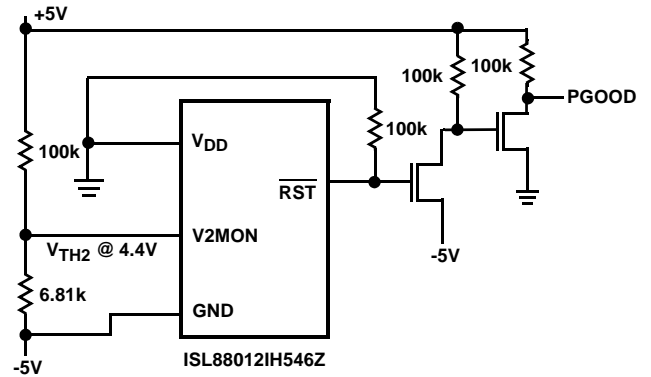 +5V
100k
100k
100k
PGOOD
VDD
100k
RST
VTH2 @ 4.4V
V2MON
-5V
6.81k
GND
-5V
ISL88012IH546Z